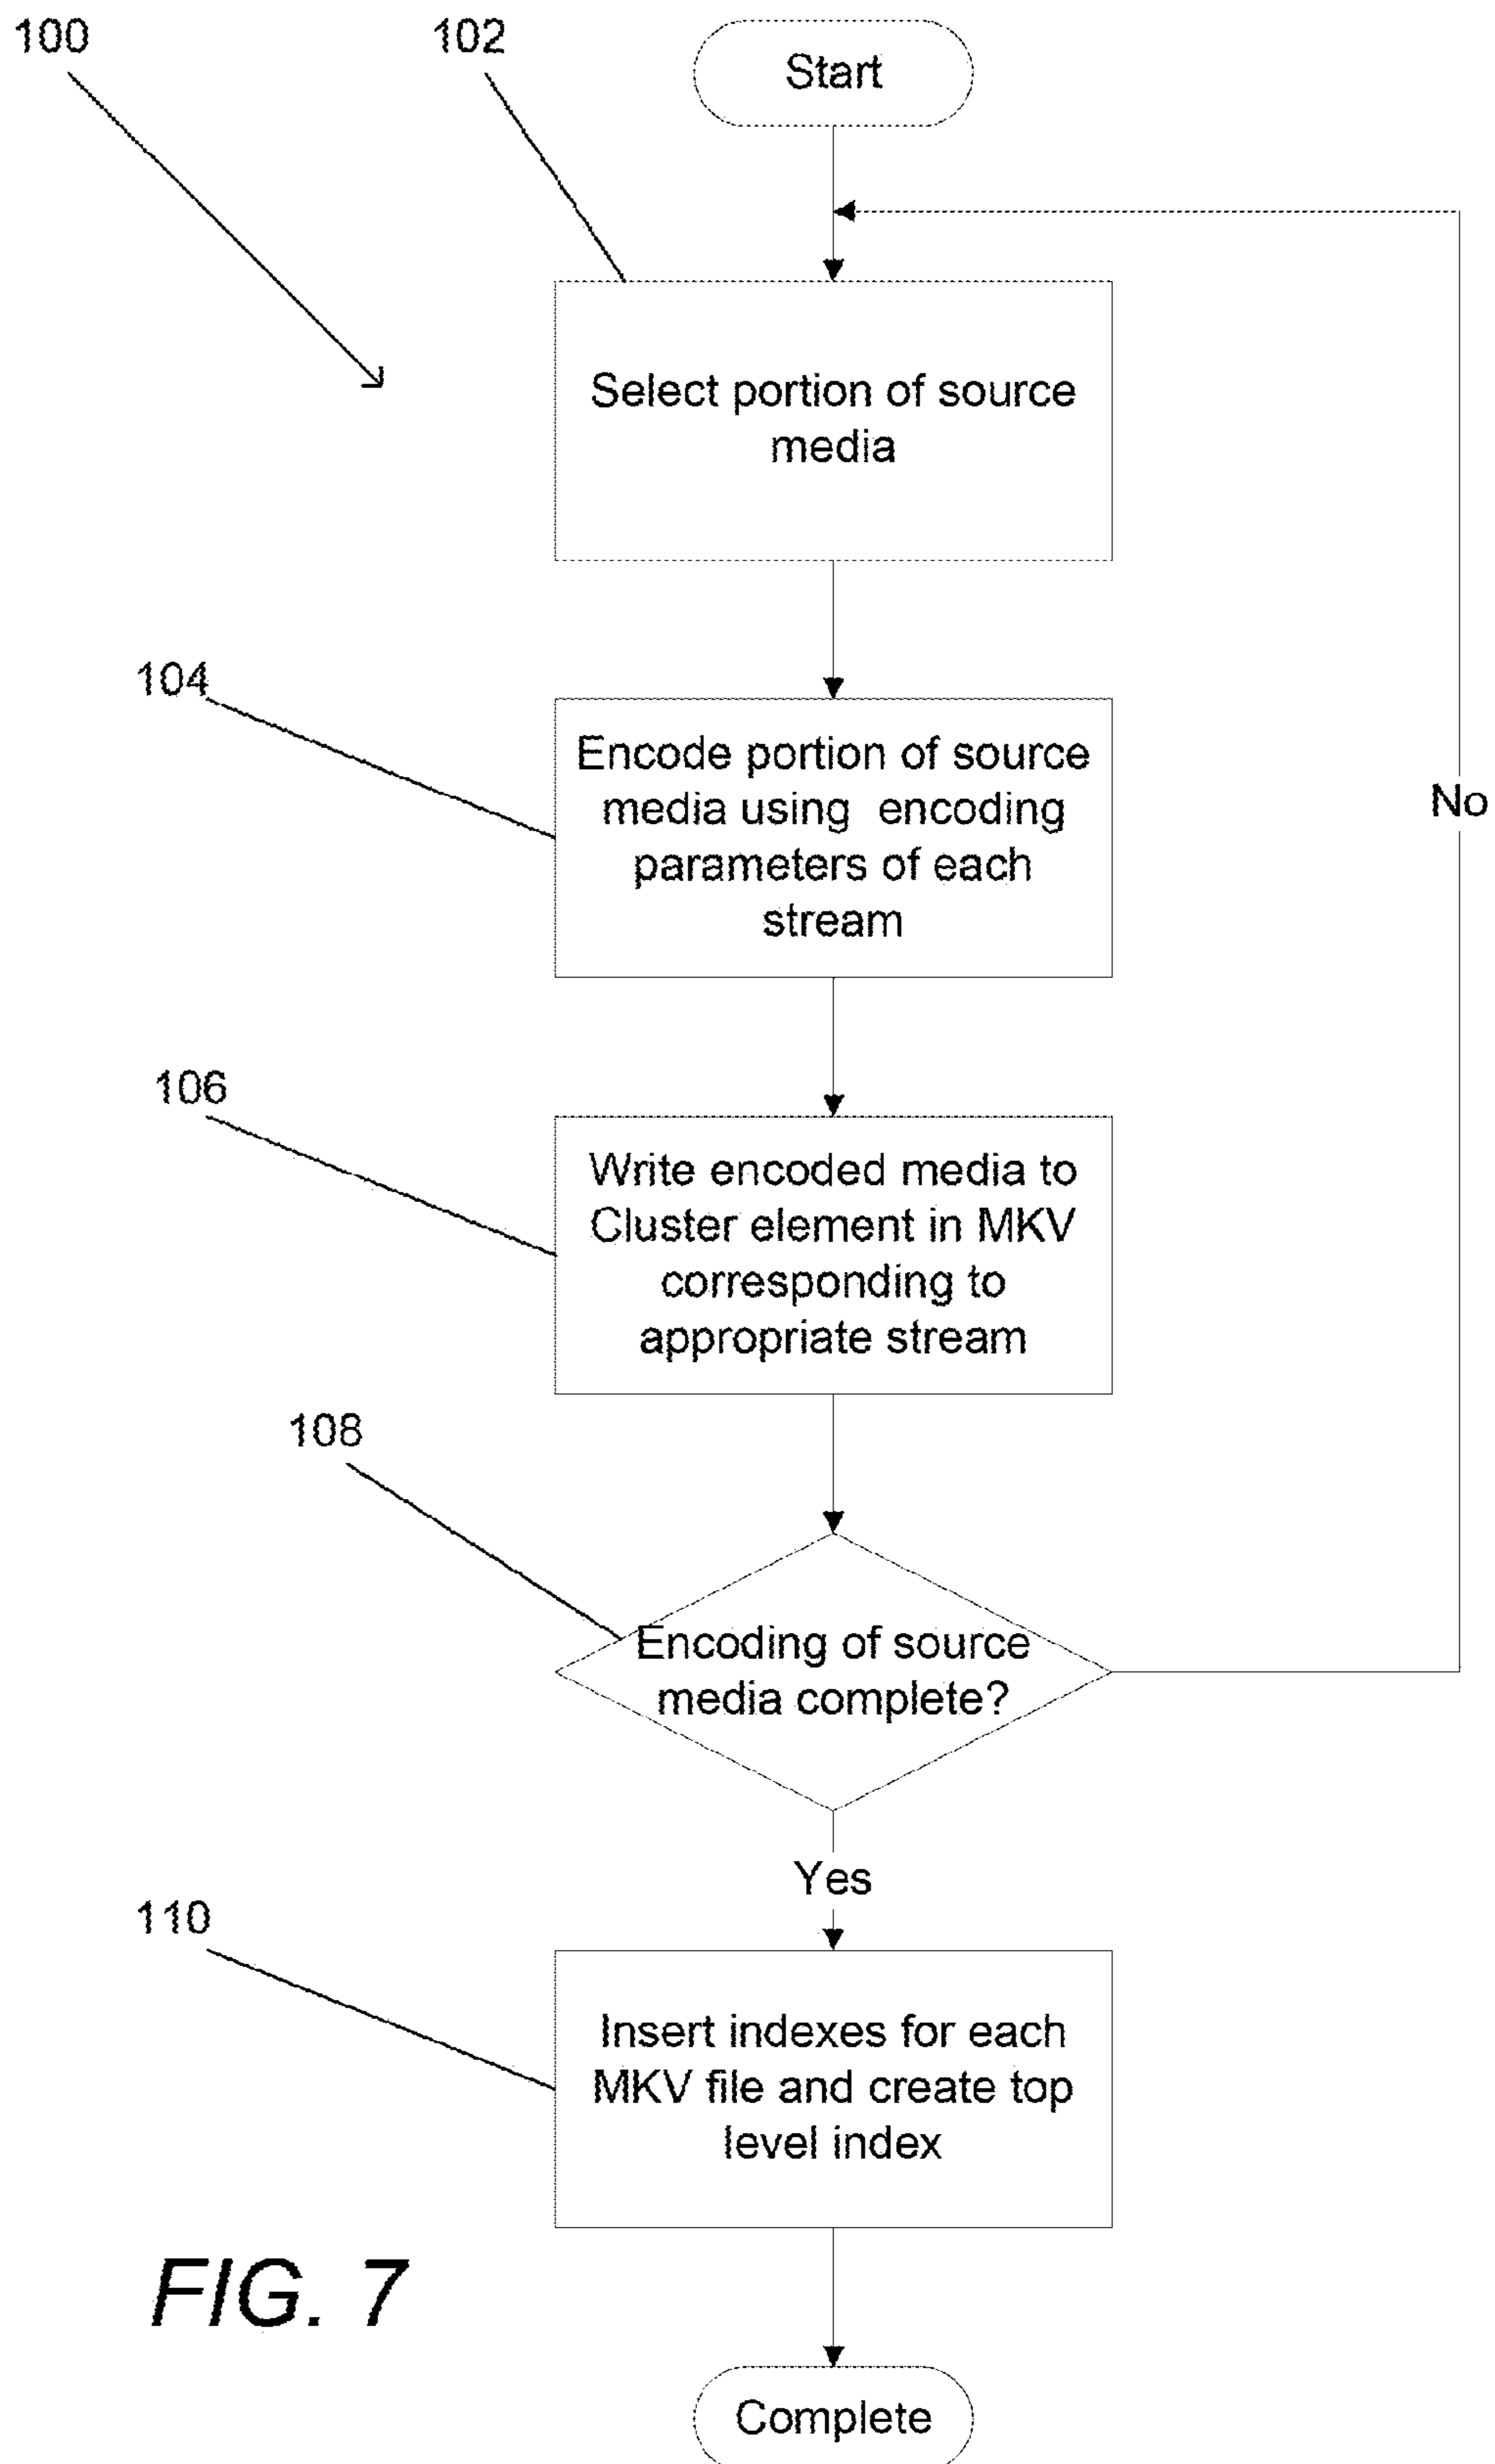 100
102
Start
Select portion of source
media
104
Encode portion of source
media using encoding
parameters of each
stream
No
106
Write encoded media to
Cluster element in MKV
corresponding to
appropriate stream
108
Encoding of source
media complete?
Yes
110
Insert indexes for each
MKV file and create top
level index
FIG. 7
Complete